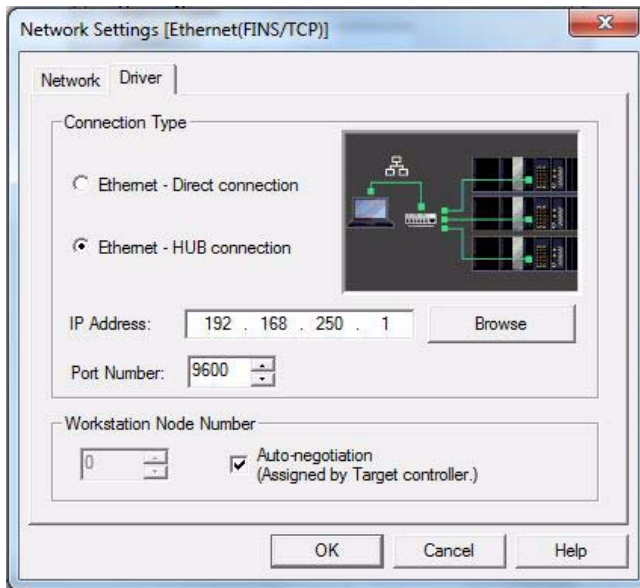 Network Settings [Ethernet(FINS/TCP)]
Network Driver
Connection Type
Ethernet - Direct connection
Ethernet - HUB connection
IP Address: 192 . 168 . 250 . 1 Browse
Port Number: 9600
Workstation Node Number
0 Auto-negotiation
(Assigned by Target controller.)
OK Cancel Help